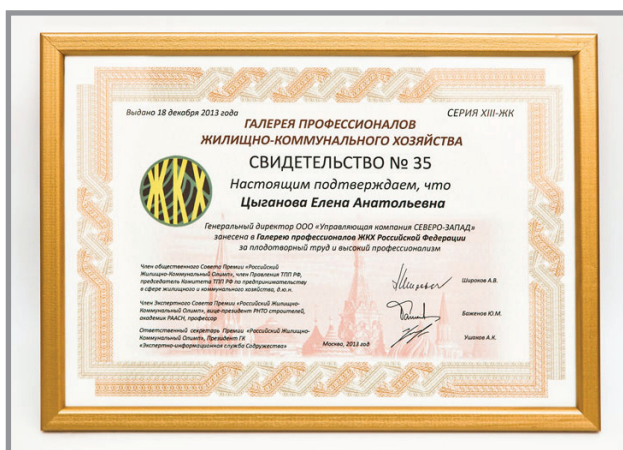 Выдано 18 декабря 2013 года
СЕРИЯ XIII-ЖК
ГАЛЕРЕЯ ПРОФЕССИОНАЛОВ
ЖИЛИЩНО-КОММУНАЛЬНОГО ХОЗЯЙСТВА
СВИДЕТЕЛЬСТВО № 35
ЖКХ
Настоящим подтверждаем, что
Цыганова Елена Анатольевна
Генеральный директор ООО «Управляющая компания СЕВЕРО-ЗАПАД»
занесена в Галерею профессионалов ЖКХ Российской Федерации
за плодотворный труд и высокий профессионализм
Член общественного Совета Премии «Российский
Жилищно-Коммунальный Олимп», член Правления ТПП РФ,
председатель Комитета ТПП РФ по предпринимательству
в сфере жилищного и коммунального хозяйства, д.ю.н.
Широков А.В.
Член Экспертного Совета Премии «Российский Жилищно-
Коммунальный Олимп», вице-президент РНТО строителей,
академик РААСН, профессор
Баженов Ю.М.
Ответственный секретарь Премии «Российский Жилищно-
Коммунальный Олимп», Президент ГК
«Экспертно-информационная служба Содружества»
Москва, 2013 год
Ушаков А.К.